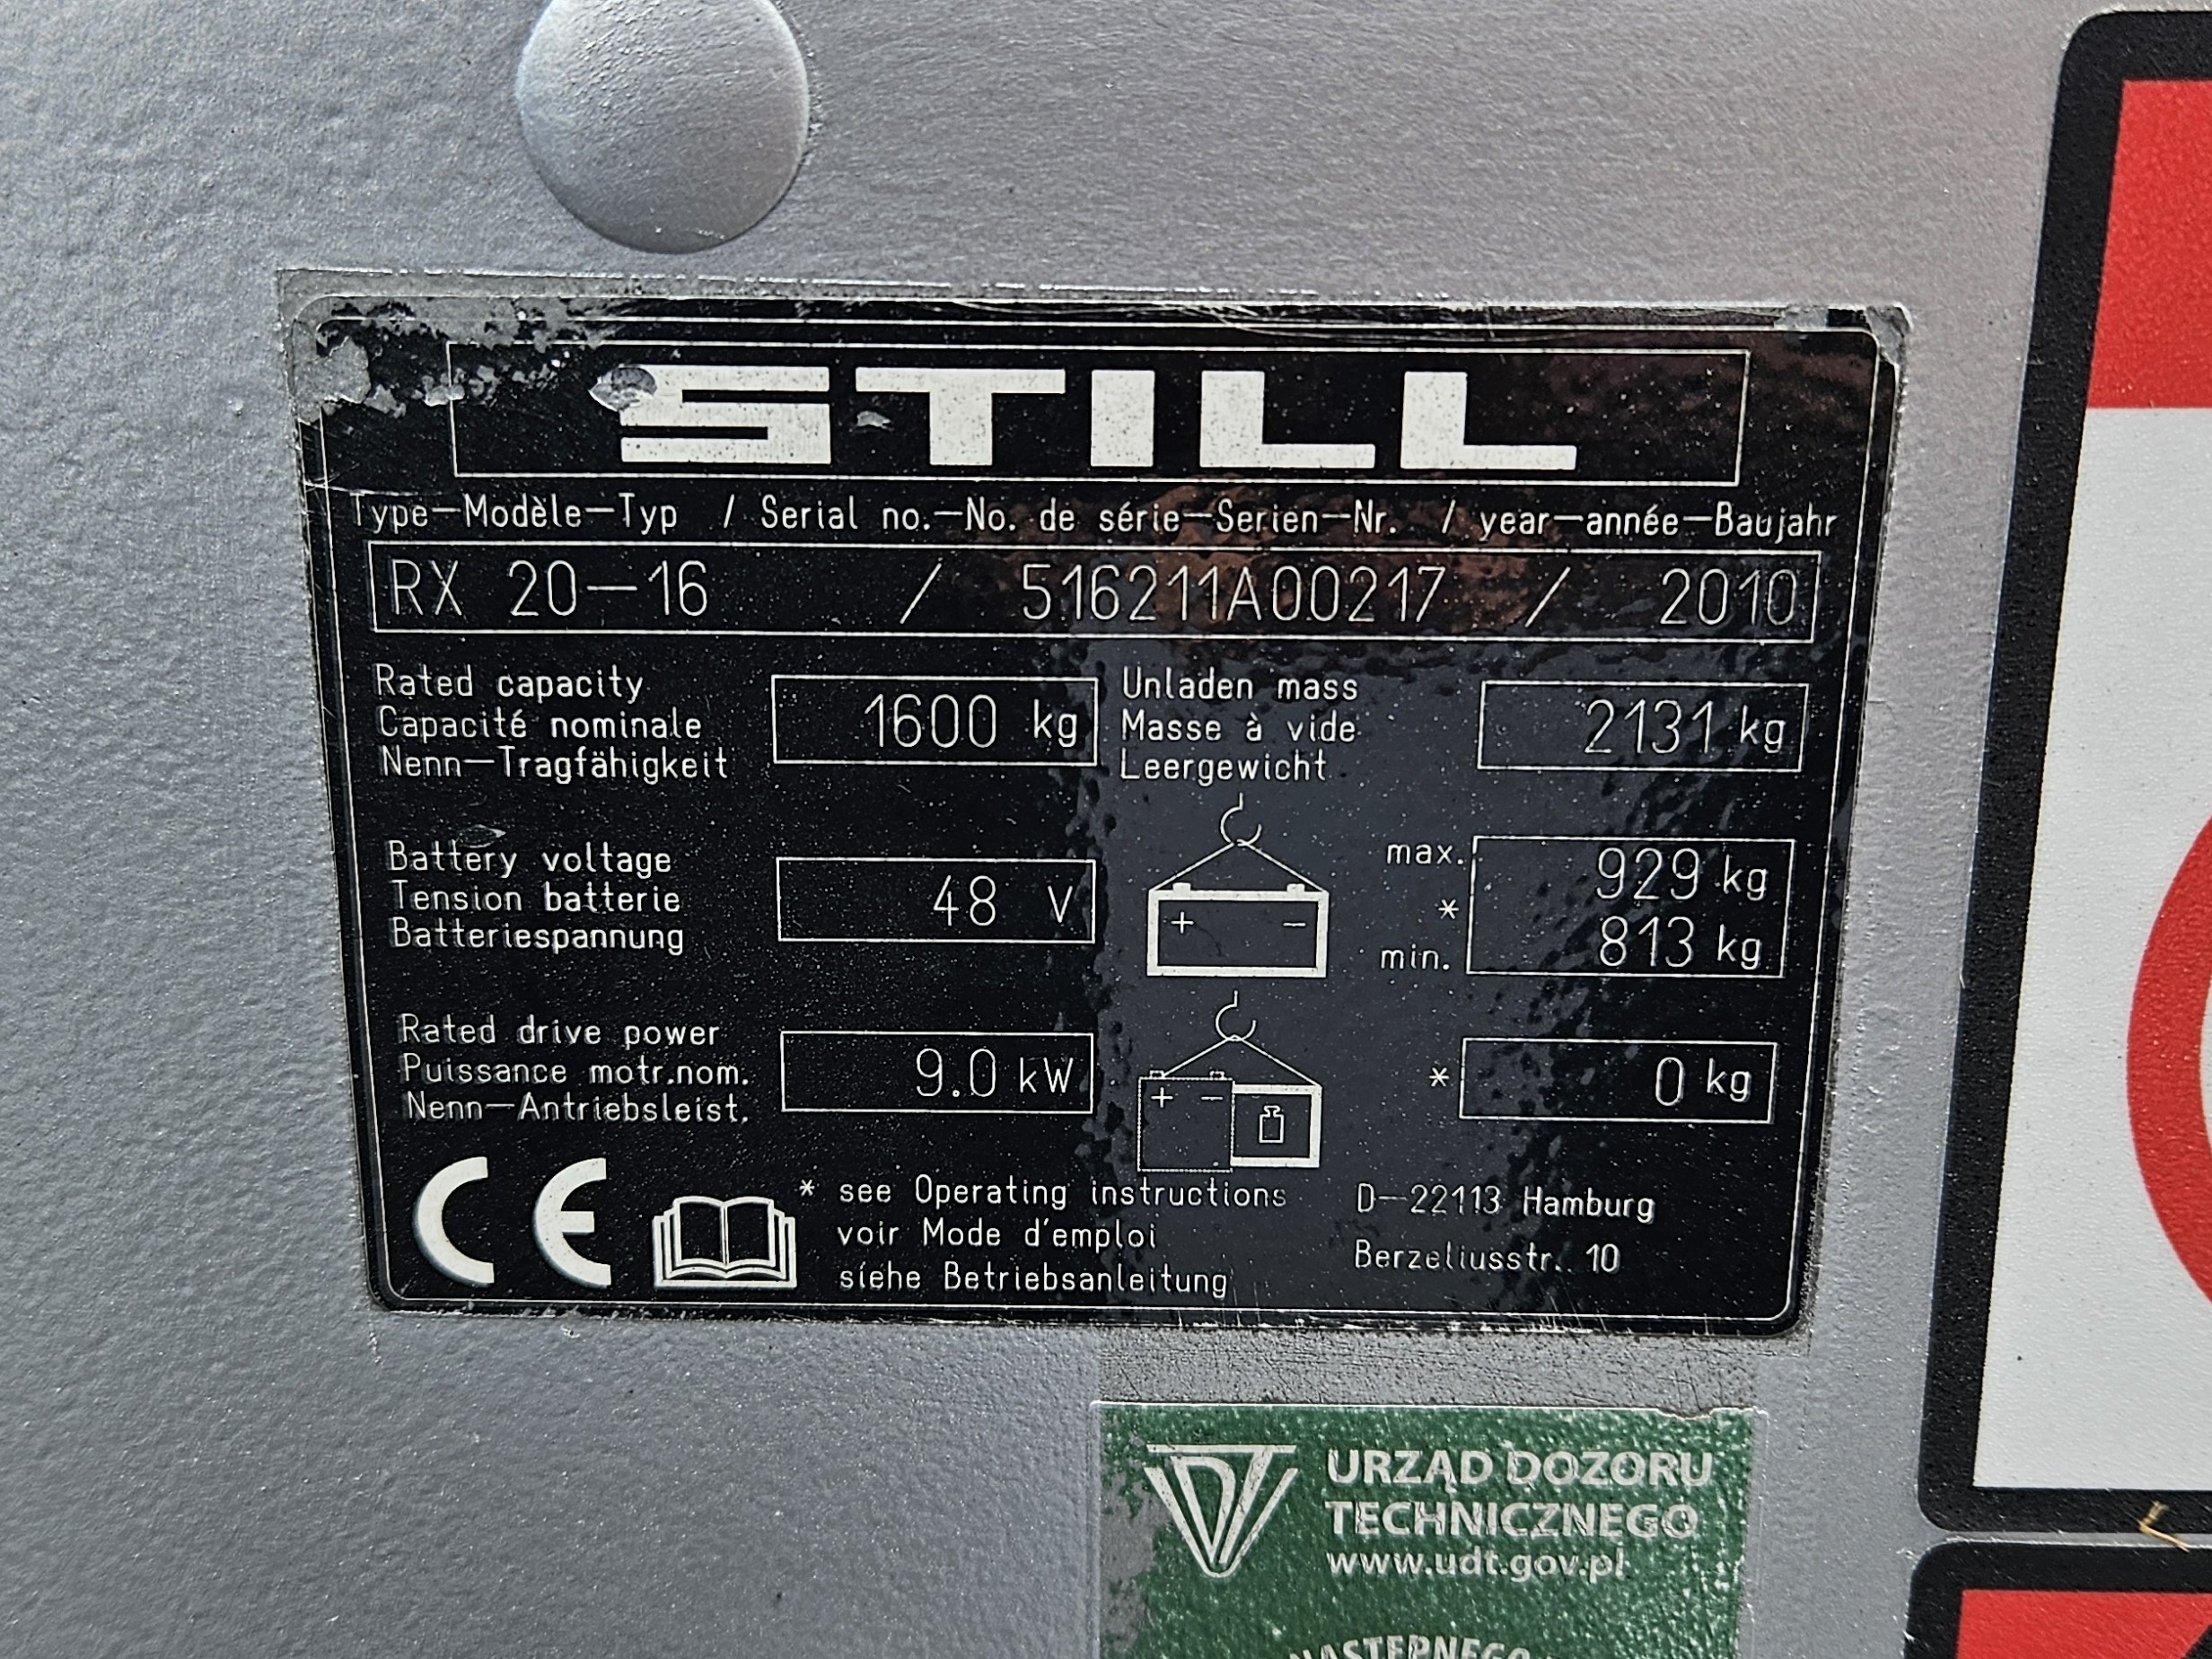 STILL
Type–Modèle–Typ / Serial no.–No. de série–Serien–Nr. / year–année–Baujahr
RX 20–16 / 516211A00217 / 2010
Rated capacity
Capacité nominale
Nenn–Tragfähigkeit
1600 kg
Unladen mass
Masse à vide
Leergewicht
2131 kg
Battery voltage
Tension batterie
Batteriespannung
48 V
+ −
max.
*
min.
929 kg
813 kg
Rated drive power
Puissance motr.nom.
Nenn–Antriebsleist.
9.0 kW
+ −
* 0 kg
CE
* see Operating instructions
voir Mode d'emploi
siehe Betriebsanleitung
D–22113 Hamburg
Berzeliusstr. 10
UDT
URZĄD DOZORU
TECHNICZNEGO
www.udt.gov.pl
NASTĘPNEGO